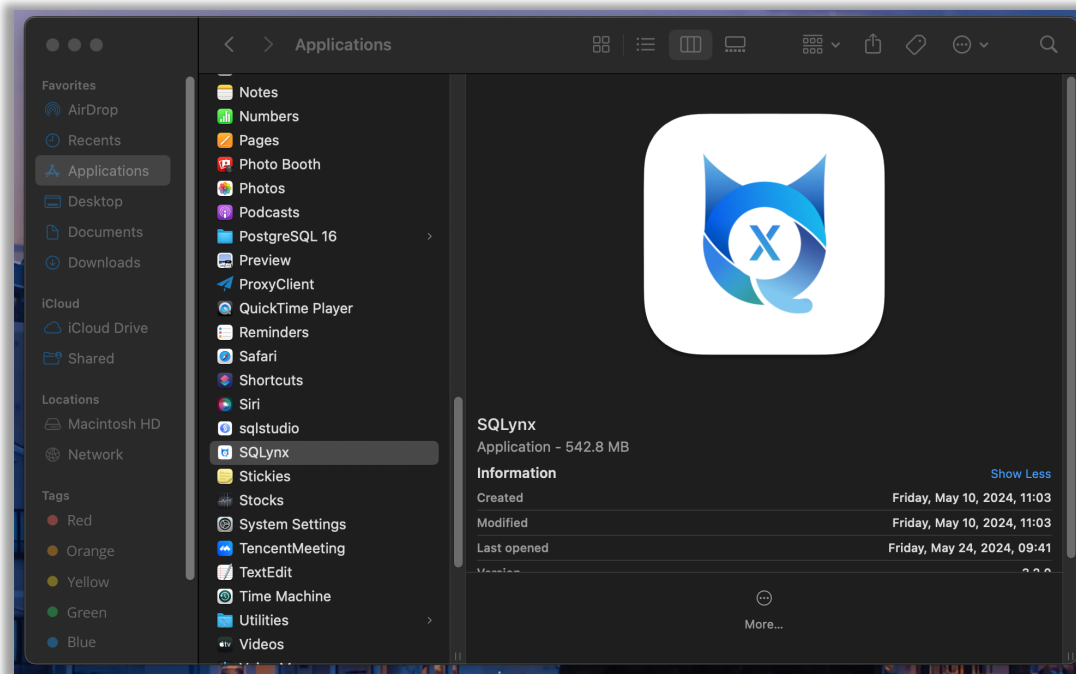 Applications
Favorites
AirDrop
Recents
Applications
Desktop
Documents
Downloads
iCloud
iCloud Drive
Shared
Locations
Macintosh HD
Network
Tags
Red
Orange
Yellow
Green
Blue
Notes
Numbers
Pages
Photo Booth
Photos
Podcasts
PostgreSQL 16
Preview
ProxyClient
QuickTime Player
Reminders
Safari
Shortcuts
Siri
sqlstudio
SQLynx
Stickies
Stocks
System Settings
TencentMeeting
TextEdit
Time Machine
Utilities
Videos
X
SQLynx
Application - 542.8 MB
Information Show Less
Created Friday, May 10, 2024, 11:03
Modified Friday, May 10, 2024, 11:03
Last opened Friday, May 24, 2024, 09:41
Version
More...